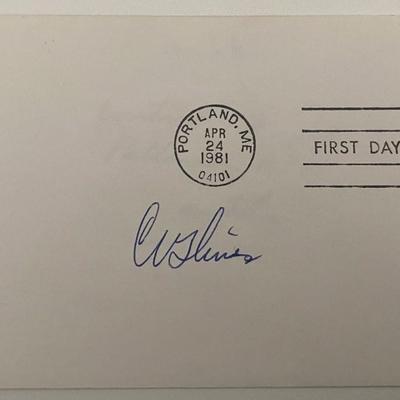 PORTLAND, ME
APR
24
1981
04101
FIRST DAY